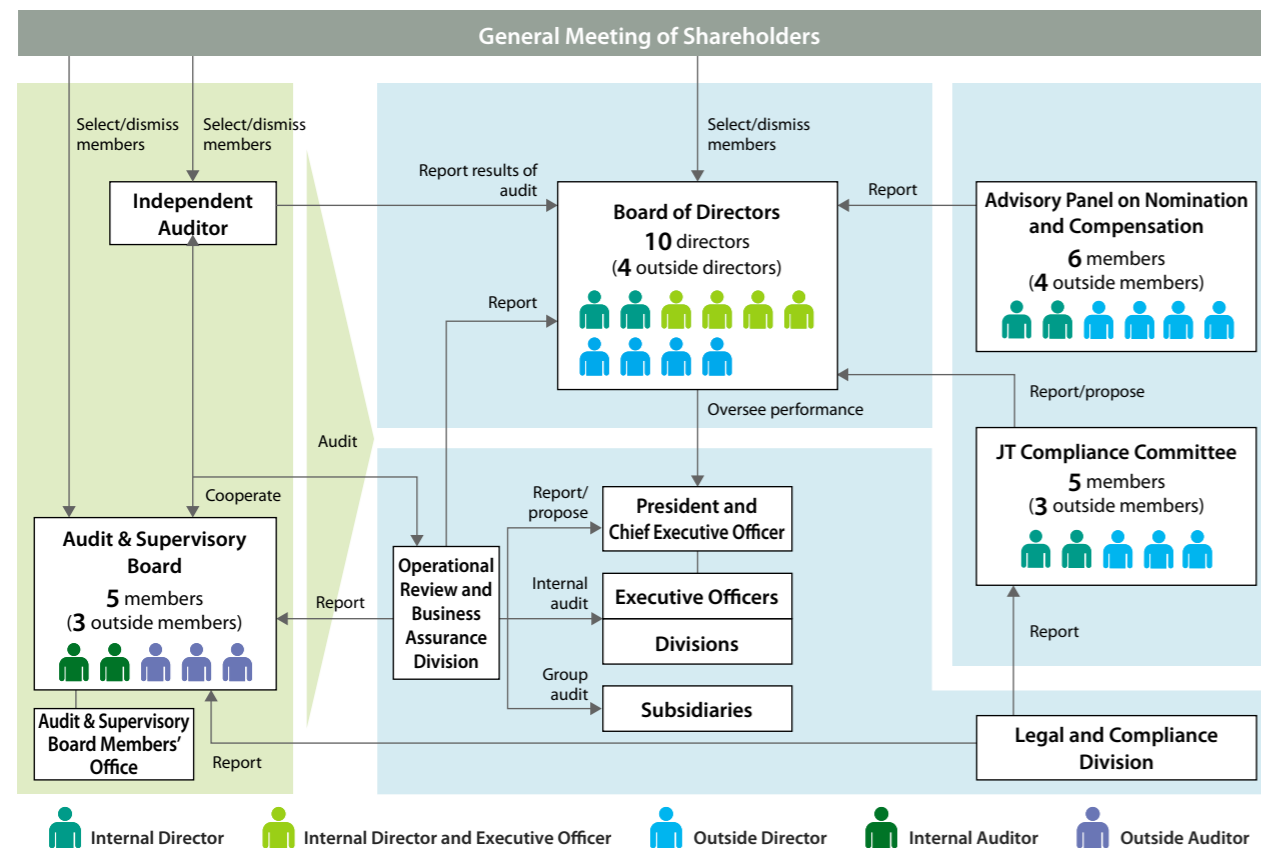 General Meeting of Shareholders
Select/dismiss
members
Select/dismiss
members
Select/dismiss
members
Independent
Auditor
Report results of
audit
Board of Directors
10 directors
(4 outside directors)
Report
Advisory Panel on Nomination
and Compensation
6 members
(4 outside members)
Report
Oversee performance
Report/propose
JT Compliance Committee
5 members
(3 outside members)
Audit
Cooperate
Audit & Supervisory
Board
5 members
(3 outside members)
Report
Operational
Review and
Business
Assurance
Division
Report/
propose
President and
Chief Executive Officer
Internal
audit
Executive Officers
Divisions
Group
audit
Subsidiaries
Report
Legal and Compliance
Division
Audit & Supervisory
Board Members’
Office
Report
Internal Director
Internal Director and Executive Officer
Outside Director
Internal Auditor
Outside Auditor